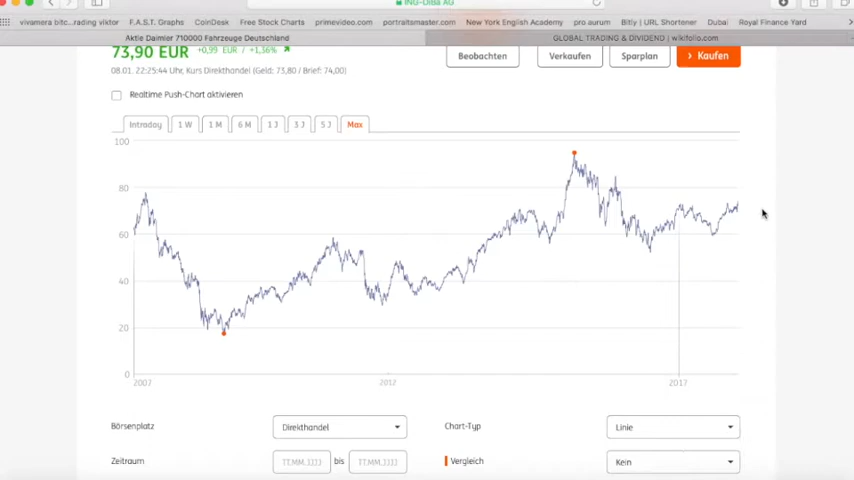 ING-DiBa AG
vivamera bitc...rading viktor F.A.S.T. Graphs CoinDesk Free Stock Charts primevideo.com portraitsmaster.com New York English Academy pro aurum Bitly | URL Shortener Dubai Royal Finance Yard
Aktie Daimler 710000 Fahrzeuge Deutschland GLOBAL TRADING & DIVIDEND | wikifolio.com
73,90 EUR +0,99 EUR / +1,36%
Beobachten Verkaufen Sparplan › Kaufen
08.01. 22:25:44 Uhr, Kurs Direkthandel (Geld: 73,80 / Brief: 74,00)
Realtime Push-Chart aktivieren
Intraday 1 W 1 M 6 M 1 J 3 J 5 J Max
100
80
60
40
20
0
2007 2012 2017
Börsenplatz Direkthandel Chart-Typ Linie
Zeitraum TT.MM.JJJJ bis TT.MM.JJJJ Vergleich Kein